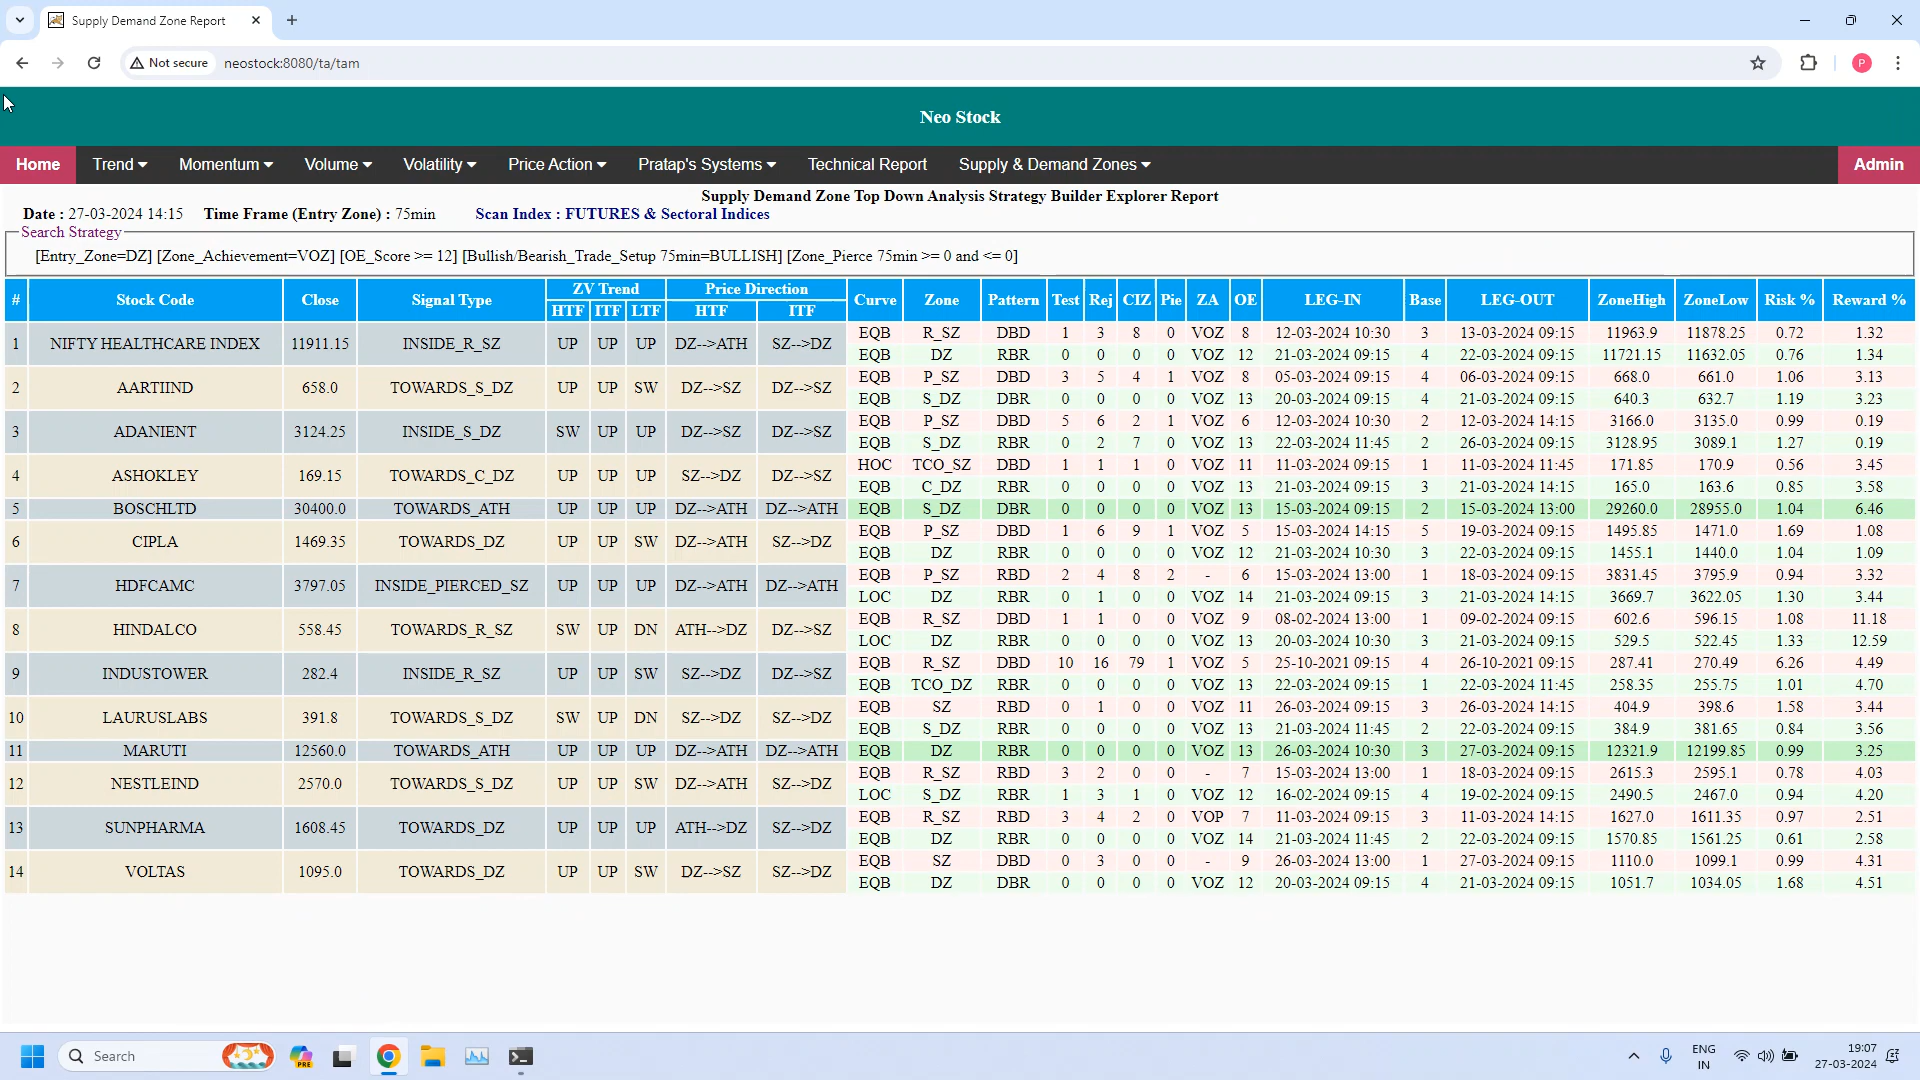 Supply Demand Zone Report
Not secure
neostock:8080/ta/tam
P
Neo Stock
Home Trend Momentum Volume Volatility Price Action Pratap's Systems Technical Report Supply & Demand Zones Admin
Supply Demand Zone Top Down Analysis Strategy Builder Explorer Report
Date : 27-03-2024 14:15 Time Frame (Entry Zone) : 75min Scan Index : FUTURES & Sectoral Indices
Search Strategy
[Entry_Zone=DZ] [Zone_Achievement=VOZ] [OE_Score >= 12] [Bullish/Bearish_Trade_Setup 75min=BULLISH] [Zone_Pierce 75min >= 0 and <= 0]
# Stock Code Close Signal Type ZV Trend Price Direction Curve Zone Pattern Test Rej CIZ Pie ZA OE LEG-IN Base LEG-OUT ZoneHigh ZoneLow Risk % Reward %
HTF ITF LTF HTF ITF
1 NIFTY HEALTHCARE INDEX 11911.15 INSIDE_R_SZ UP UP UP DZ-->ATH SZ-->DZ EQB R_SZ DBD 1 3 8 0 VOZ 8 12-03-2024 10:30 3 13-03-2024 09:15 11963.9 11878.25 0.72 1.32
EQB DZ RBR 0 0 0 0 VOZ 12 21-03-2024 09:15 4 22-03-2024 09:15 11721.15 11632.05 0.76 1.34
2 AARTIIND 658.0 TOWARDS_S_DZ UP UP SW DZ-->SZ DZ-->SZ EQB P_SZ DBD 3 5 4 1 VOZ 8 05-03-2024 09:15 4 06-03-2024 09:15 668.0 661.0 1.06 3.13
EQB S_DZ DBR 0 0 0 0 VOZ 13 20-03-2024 09:15 4 21-03-2024 09:15 640.3 632.7 1.19 3.23
3 ADANIENT 3124.25 INSIDE_S_DZ SW UP UP DZ-->SZ DZ-->SZ EQB P_SZ DBD 5 6 2 1 VOZ 6 12-03-2024 10:30 2 12-03-2024 14:15 3166.0 3135.0 0.99 0.19
EQB S_DZ RBR 0 2 7 0 VOZ 13 22-03-2024 11:45 2 26-03-2024 09:15 3128.95 3089.1 1.27 0.19
4 ASHOKLEY 169.15 TOWARDS_C_DZ UP UP UP SZ-->DZ DZ-->SZ HOC TCO_SZ DBD 1 1 1 0 VOZ 11 11-03-2024 09:15 1 11-03-2024 11:45 171.85 170.9 0.56 3.45
EQB C_DZ RBR 0 0 0 0 VOZ 13 21-03-2024 09:15 3 21-03-2024 14:15 165.0 163.6 0.85 3.58
5 BOSCHLTD 30400.0 TOWARDS_ATH UP UP UP DZ-->ATH DZ-->ATH EQB S_DZ DBR 0 0 0 0 VOZ 13 15-03-2024 09:15 2 15-03-2024 13:00 29260.0 28955.0 1.04 6.46
6 CIPLA 1469.35 TOWARDS_DZ UP UP SW DZ-->ATH SZ-->DZ EQB P_SZ DBD 1 6 9 1 VOZ 5 15-03-2024 14:15 5 19-03-2024 09:15 1495.85 1471.0 1.69 1.08
EQB DZ RBR 0 0 0 0 VOZ 12 21-03-2024 10:30 3 22-03-2024 09:15 1455.1 1440.0 1.04 1.09
7 HDFCAMC 3797.05 INSIDE_PIERCED_SZ UP UP UP DZ-->ATH DZ-->ATH EQB P_SZ RBD 2 4 8 2 - 6 15-03-2024 13:00 1 18-03-2024 09:15 3831.45 3795.9 0.94 3.32
LOC DZ RBR 0 1 0 0 VOZ 14 21-03-2024 09:15 3 21-03-2024 14:15 3669.7 3622.05 1.30 3.44
8 HINDALCO 558.45 TOWARDS_R_SZ SW UP DN ATH-->DZ DZ-->SZ EQB R_SZ DBD 1 1 0 0 VOZ 9 08-02-2024 13:00 1 09-02-2024 09:15 602.6 596.15 1.08 11.18
LOC DZ RBR 0 0 0 0 VOZ 13 20-03-2024 10:30 3 21-03-2024 09:15 529.5 522.45 1.33 12.59
9 INDUSTOWER 282.4 INSIDE_R_SZ UP UP SW SZ-->DZ DZ-->SZ EQB R_SZ DBD 10 16 79 1 VOZ 5 25-10-2021 09:15 4 26-10-2021 09:15 287.41 270.49 6.26 4.49
EQB TCO_DZ RBR 0 0 0 0 VOZ 13 22-03-2024 09:15 1 22-03-2024 11:45 258.35 255.75 1.01 4.70
10 LAURUSLABS 391.8 TOWARDS_S_DZ SW UP DN SZ-->DZ SZ-->DZ EQB SZ RBD 0 1 0 0 VOZ 11 26-03-2024 09:15 3 26-03-2024 14:15 404.9 398.6 1.58 3.44
EQB S_DZ RBR 0 0 0 0 VOZ 13 21-03-2024 11:45 2 22-03-2024 09:15 384.9 381.65 0.84 3.56
11 MARUTI 12560.0 TOWARDS_ATH UP UP UP DZ-->ATH DZ-->ATH EQB DZ RBR 0 0 0 0 VOZ 13 26-03-2024 10:30 3 27-03-2024 09:15 12321.9 12199.85 0.99 3.25
12 NESTLEIND 2570.0 TOWARDS_S_DZ UP UP SW DZ-->ATH SZ-->DZ EQB R_SZ RBD 3 2 0 0 - 7 15-03-2024 13:00 1 18-03-2024 09:15 2615.3 2595.1 0.78 4.03
LOC S_DZ RBR 1 3 1 0 VOZ 12 16-02-2024 09:15 4 19-02-2024 09:15 2490.5 2467.0 0.94 4.20
13 SUNPHARMA 1608.45 TOWARDS_DZ UP UP UP ATH-->DZ SZ-->DZ EQB R_SZ RBD 3 4 2 0 VOP 7 11-03-2024 09:15 3 11-03-2024 14:15 1627.0 1611.35 0.97 2.51
EQB DZ RBR 0 0 0 0 VOZ 14 21-03-2024 11:45 2 22-03-2024 09:15 1570.85 1561.25 0.61 2.58
14 VOLTAS 1095.0 TOWARDS_DZ UP UP SW DZ-->SZ SZ-->DZ EQB SZ DBD 0 3 0 0 - 9 26-03-2024 13:00 1 27-03-2024 09:15 1110.0 1099.1 0.99 4.31
EQB DZ DBR 0 0 0 0 VOZ 12 20-03-2024 09:15 4 21-03-2024 09:15 1051.7 1034.05 1.68 4.51
Search
PRE
ENG
IN
19:07
27-03-2024